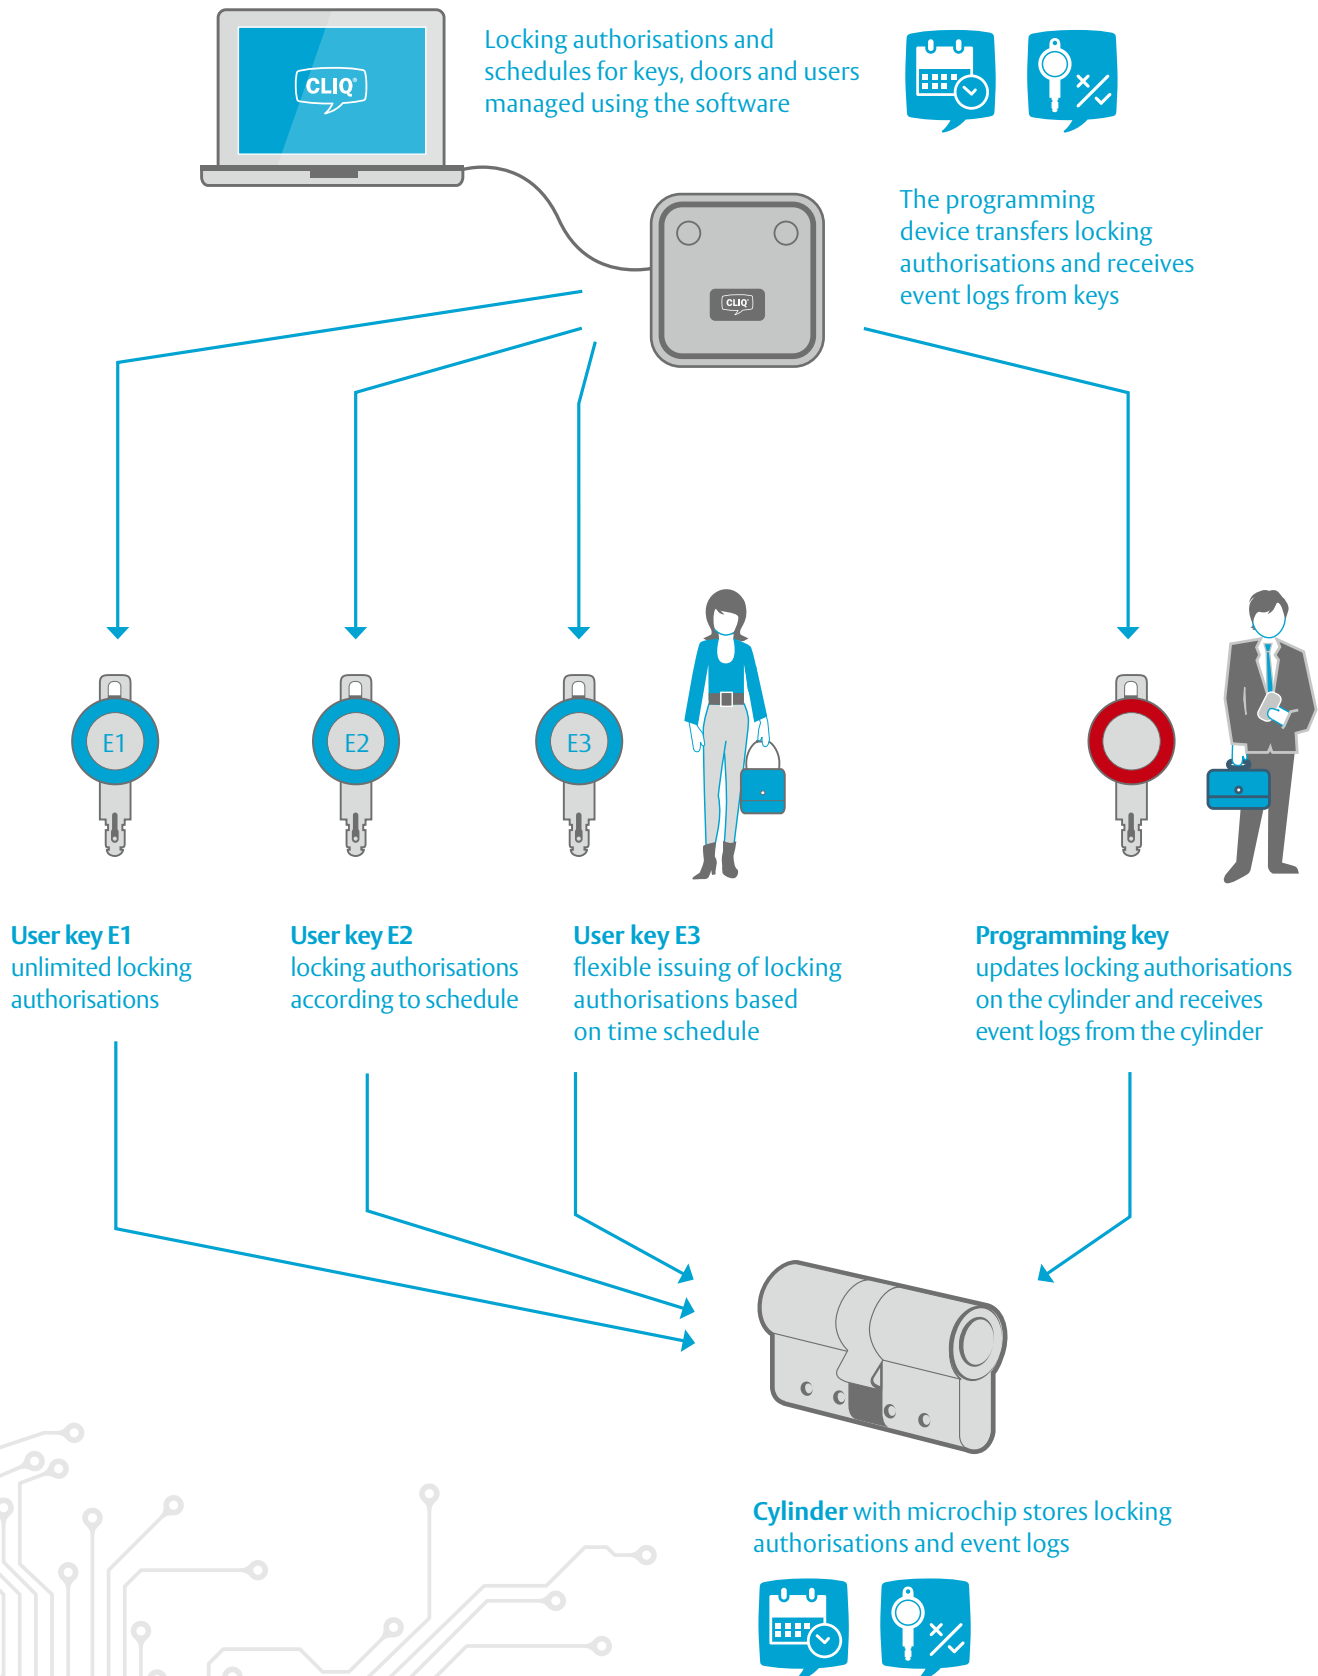 CLIQ®
Locking authorisations and
schedules for keys, doors and users
managed using the software
The programming
device transfers locking
authorisations and receives
event logs from keys
CLIQ®
E1
E2
E3
User key E1
unlimited locking
authorisations
User key E2
locking authorisations
according to schedule
User key E3
flexible issuing of locking
authorisations based
on time schedule
Programming key
updates locking authorisations
on the cylinder and receives
event logs from the cylinder
Cylinder with microchip stores locking
authorisations and event logs